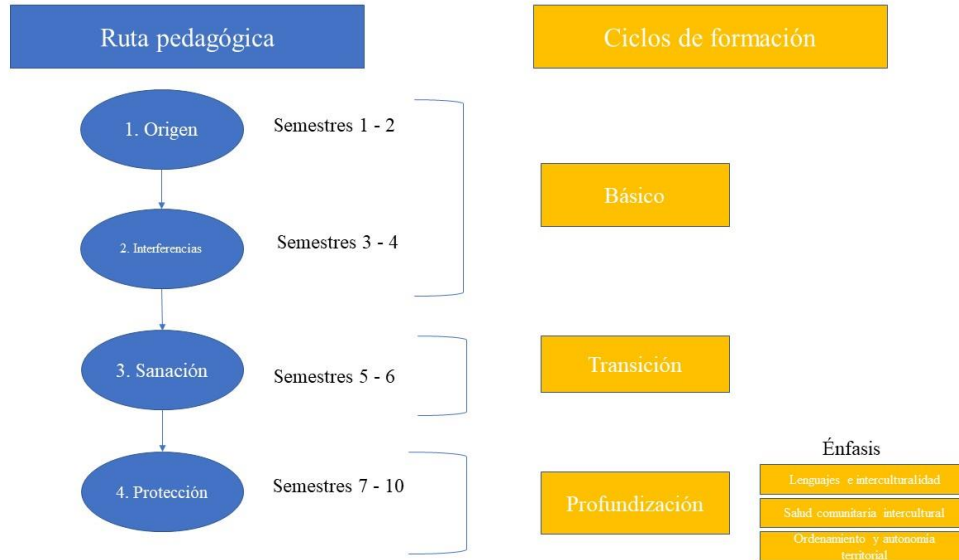 Ruta pedagógica
Ciclos de formación
1. Origen
Semestres 1 - 2
Básico
2. Interferencias
Semestres 3 - 4
3. Sanación
Semestres 5 - 6
Transición
4. Protección
Semestres 7 - 10
Profundización
Énfasis
Lenguajes e interculturalidad
Salud comunitaria intercultural
Ordenamiento y autonomía
territorial